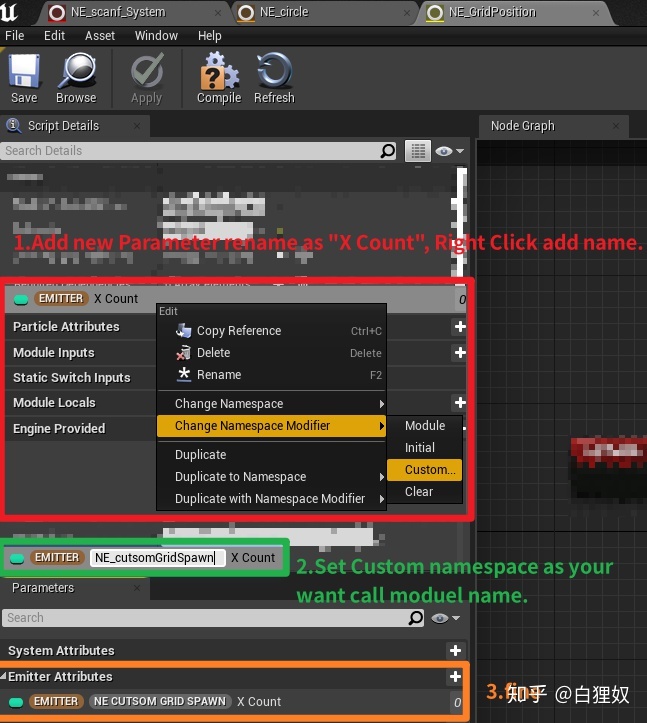 NE_scanf_System
NE_circle
NE_GridPosition
File Edit Asset Window Help
Save Browse Apply Compile Refresh
Script Details
Node Graph
Search Details
1.Add new Parameter rename as "X Count", Right Click add name.
EMITTER X Count 0
Edit
Particle Attributes
Copy Reference Ctrl+C
Module Inputs
Delete Delete
Static Switch Inputs
Rename F2
Module Locals
Change Namespace
Engine Provided
Change Namespace Modifier
Module
Initial
Custom...
Clear
Duplicate
Duplicate to Namespace
Duplicate with Namespace Modifier
EMITTER NE_cutsomGridSpawn X Count
2.Set Custom namespace as your
want call moduel name.
Parameters
Search
System Attributes
Emitter Attributes
EMITTER NE CUTSOM GRID SPAWN X Count 0
3.fine
知乎 @白狸奴